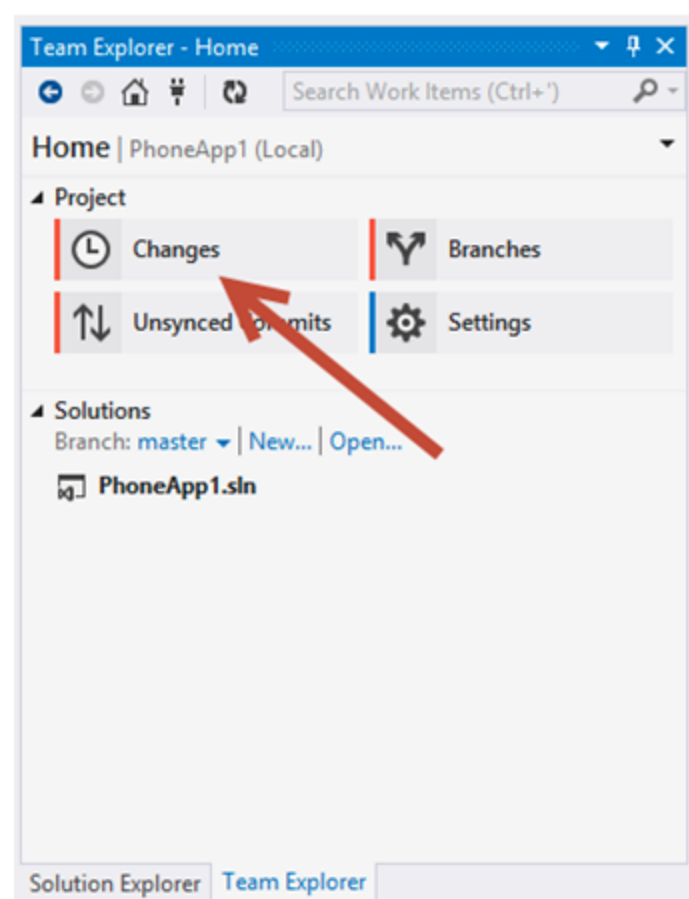 Team Explorer - Home
Search Work Items (Ctrl+')
Home | PhoneApp1 (Local)
Project
Changes
Branches
Unsynced Commits
Settings
Solutions
Branch: master | New... | Open...
PhoneApp1.sln
Solution Explorer
Team Explorer